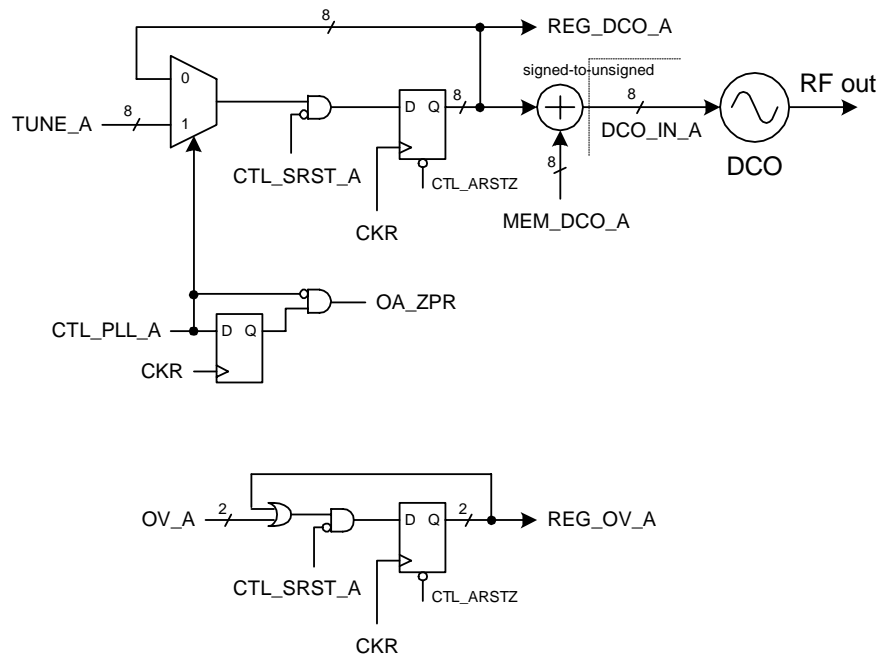 8
REG_DCO_A
signed-to-unsigned
RF out
0
8
TUNE_A
1
D Q
8
8
DCO_IN_A
DCO
CTL_SRST_A
CTL_ARSTZ
8
CKR
MEM_DCO_A
OA_ZPR
CTL_PLL_A
D Q
CKR
OV_A
2
D Q
2
REG_OV_A
CTL_SRST_A
CTL_ARSTZ
CKR